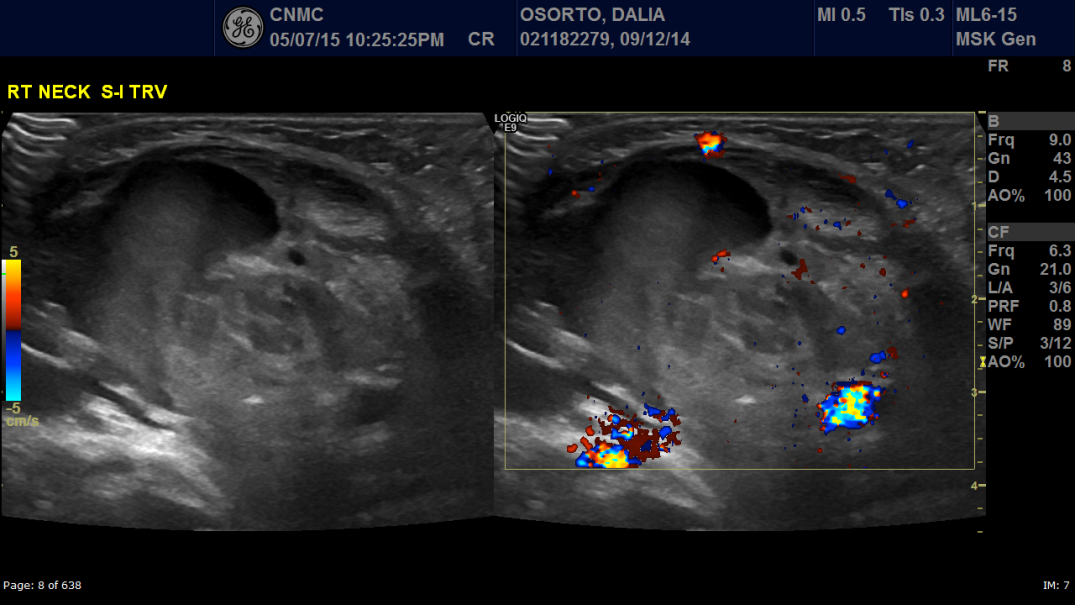 CNMC
05/07/15 10:25:25PM CR
OSORTO, DALIA
021182279, 09/12/14
MI 0.5 TIs 0.3
ML6-15
MSK Gen
FR 8
RT NECK S-I TRV
LOGIQ
E9
B
Frq 9.0
Gn 43
D 4.5
AO% 100
CF
Frq 6.3
Gn 21.0
L/A 3/6
PRF 0.8
WF 89
S/P 3/12
AO% 100
5
-5
cm/s
1
2
3
4
Page: 8 of 638
IM: 7